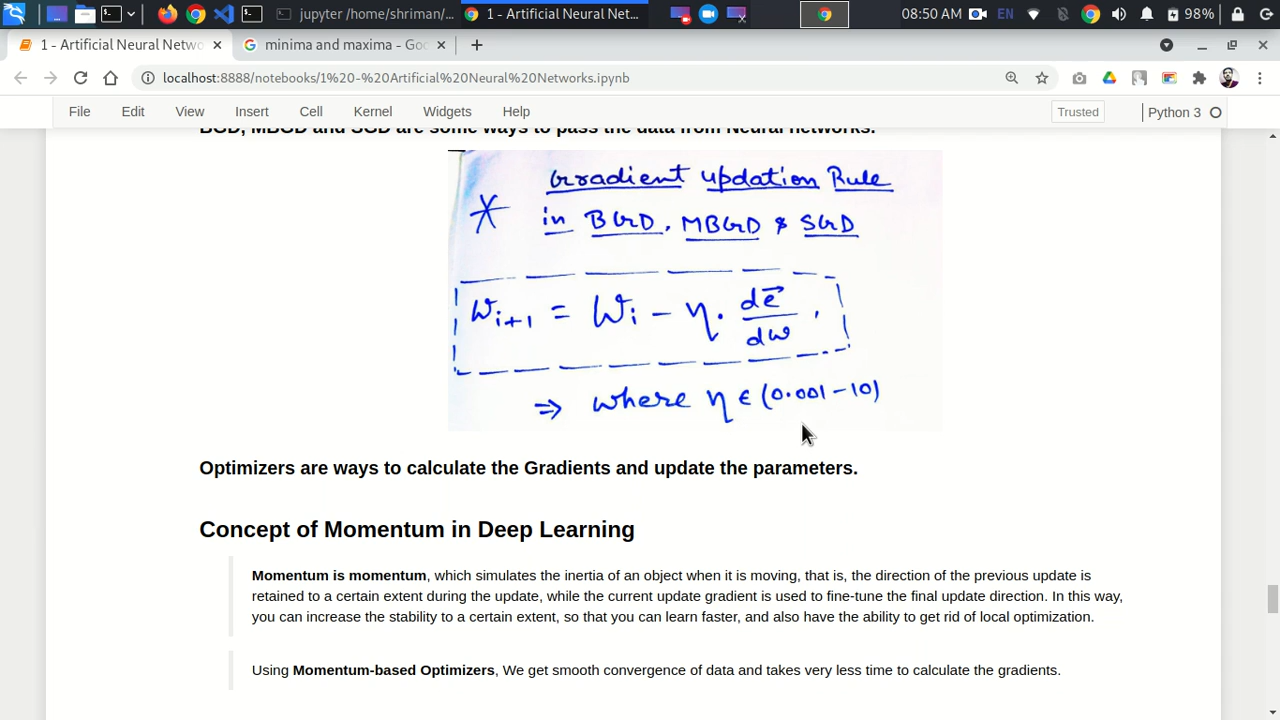 jupyter /home/shriman/...
1 - Artificial Neural Net...
08:50 AM
EN
98%
1 - Artificial Neural Netwo
minima and maxima - Goo
localhost:8888/notebooks/1%20-%20Artificial%20Neural%20Networks.ipynb
File Edit View Insert Cell Kernel Widgets Help
Trusted
Python 3
BGD, MBGD and SGD are some ways to pass the data from Neural networks.
Gradient updation Rule
* in BGD, MBGD & SGD
Wi+1 = Wi - η. de⃗/dw ,
⇒ where η ∈ (0.001 - 10)
Optimizers are ways to calculate the Gradients and update the parameters.
Concept of Momentum in Deep Learning
Momentum is momentum, which simulates the inertia of an object when it is moving, that is, the direction of the previous update is
retained to a certain extent during the update, while the current update gradient is used to fine-tune the final update direction. In this way,
you can increase the stability to a certain extent, so that you can learn faster, and also have the ability to get rid of local optimization.
Using Momentum-based Optimizers, We get smooth convergence of data and takes very less time to calculate the gradients.